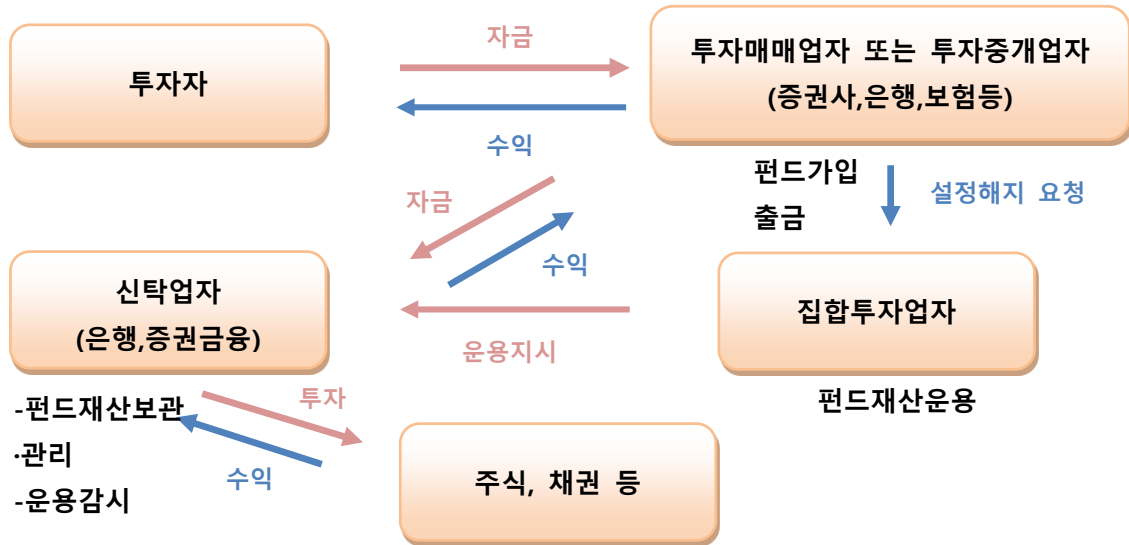 투자자
자금
수익
투자매매업자 또는 투자중개업자
(증권사,은행,보험등)
펀드가입
출금
설정해지 요청
자금
수익
신탁업자
(은행,증권금융)
운용지시
집합투자업자
펀드재산운용
-펀드재산보관
·관리
-운용감시
투자
수익
주식, 채권 등